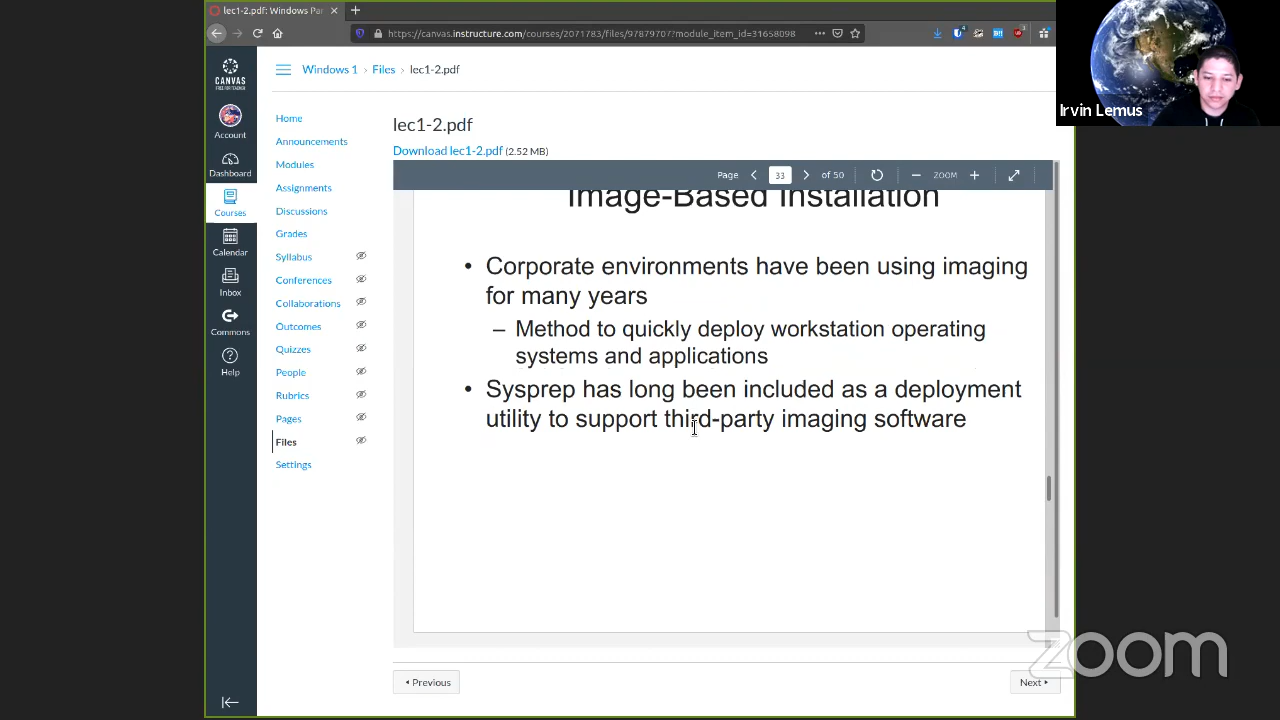 lec1-2.pdf: Windows Par
https://canvas.instructure.com/courses/2071783/files/97879707?module_item_id=31658098
Irvin Lemus
CANVAS
FREE FOR TEACHER
Account
Dashboard
Courses
Calendar
Inbox
Commons
Help
Windows 1 > Files > lec1-2.pdf
Home
Announcements
Modules
Assignments
Discussions
Grades
Syllabus
Conferences
Collaborations
Outcomes
Quizzes
People
Rubrics
Pages
Files
Settings
lec1-2.pdf
Download lec1-2.pdf (2.52 MB)
Page 33 of 50 ZOOM
Image-Based Installation
• Corporate environments have been using imaging
for many years
– Method to quickly deploy workstation operating
systems and applications
• Sysprep has long been included as a deployment
utility to support third-party imaging software
Previous
Next
zoom